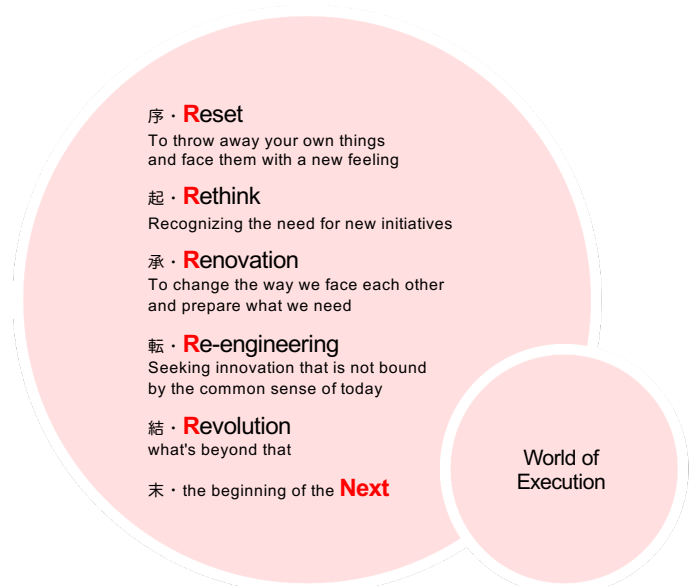 序・Reset
To throw away your own things
and face them with a new feeling
起・Rethink
Recognizing the need for new initiatives
承・Renovation
To change the way we face each other
and prepare what we need
転・Re-engineering
Seeking innovation that is not bound
by the common sense of today
結・Revolution
what's beyond that
末・the beginning of the Next
World of
Execution